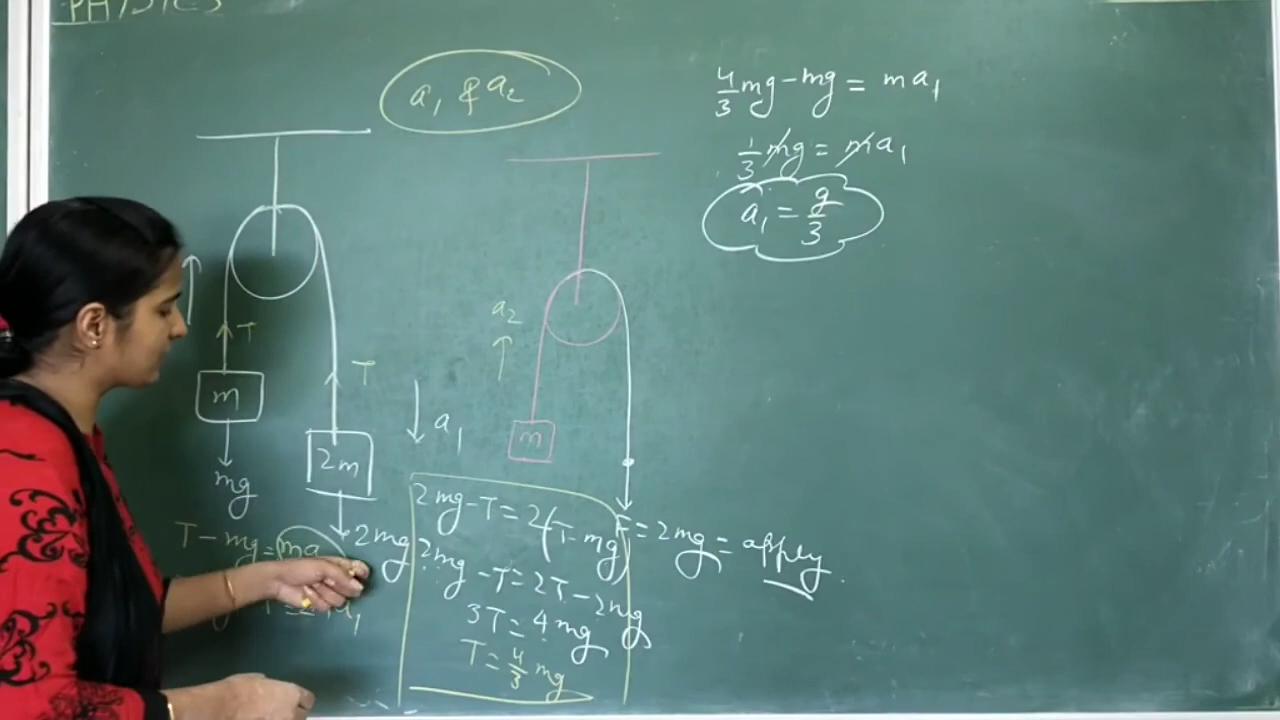 PHYSICS
a₁ & a₂
T
m
mg
T
2m
2mg
a₁
T - mg = ma
a₂
m
F = 2mg = apply
2mg - T = 2(T - mg)
2mg - T = 2T - 2mg
3T = 4mg
T = 4/3 mg
4/3 mg - mg = ma₁
1/3 mg = ma₁
a₁ = g/3